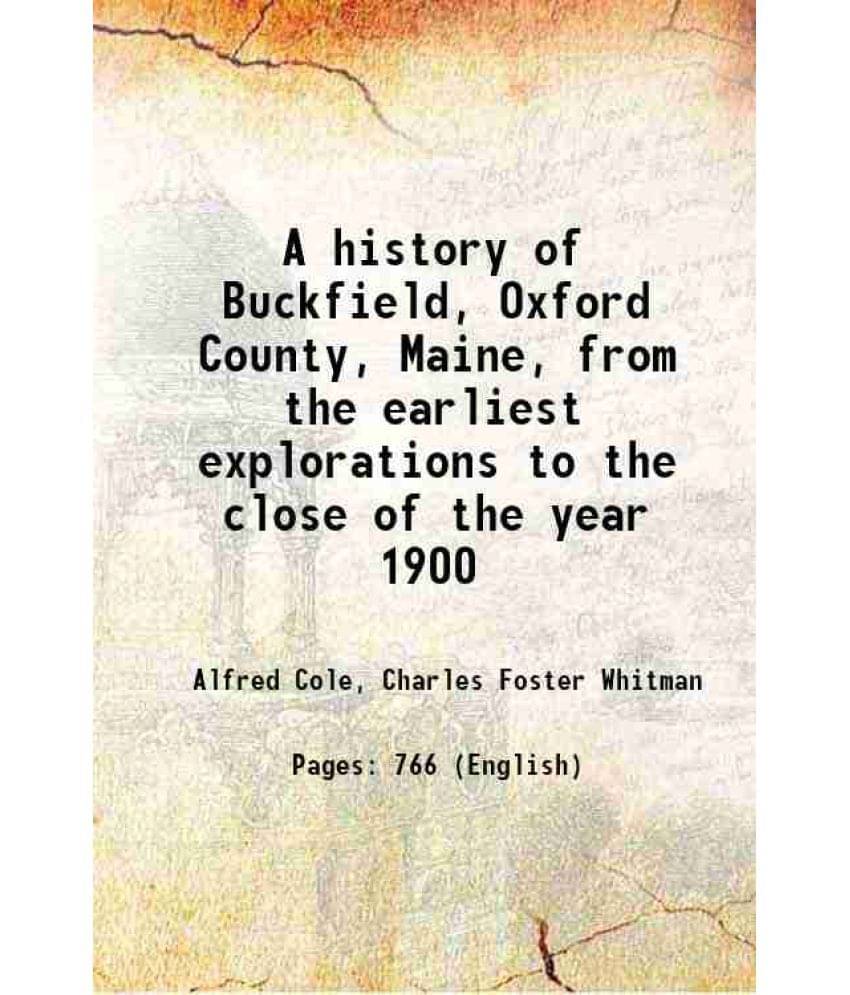 A history of
Buckfield, Oxford
County, Maine, from
the earliest
explorations to the
close of the year
1900
Alfred Cole, Charles Foster Whitman
Pages: 766 (English)